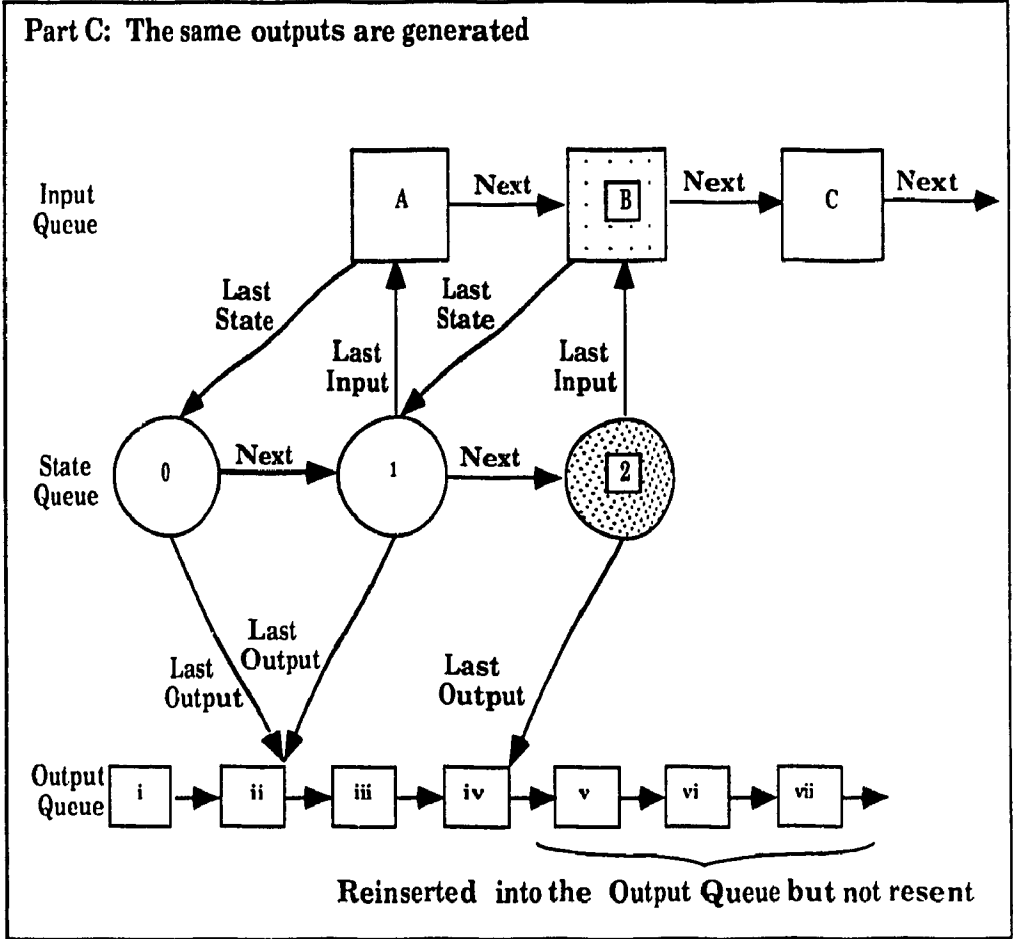 Part C: The same outputs are generated
Input
Queue
A
Next
B
Next
C
Next
Last
State
Last
State
Last
Input
Last
Input
State
Queue
0
Next
1
Next
2
Last
Output
Last
Output
Last
Output
Output
Queue
i
ii
iii
iv
v
vi
vii
Reinserted into the Output Queue but not resent